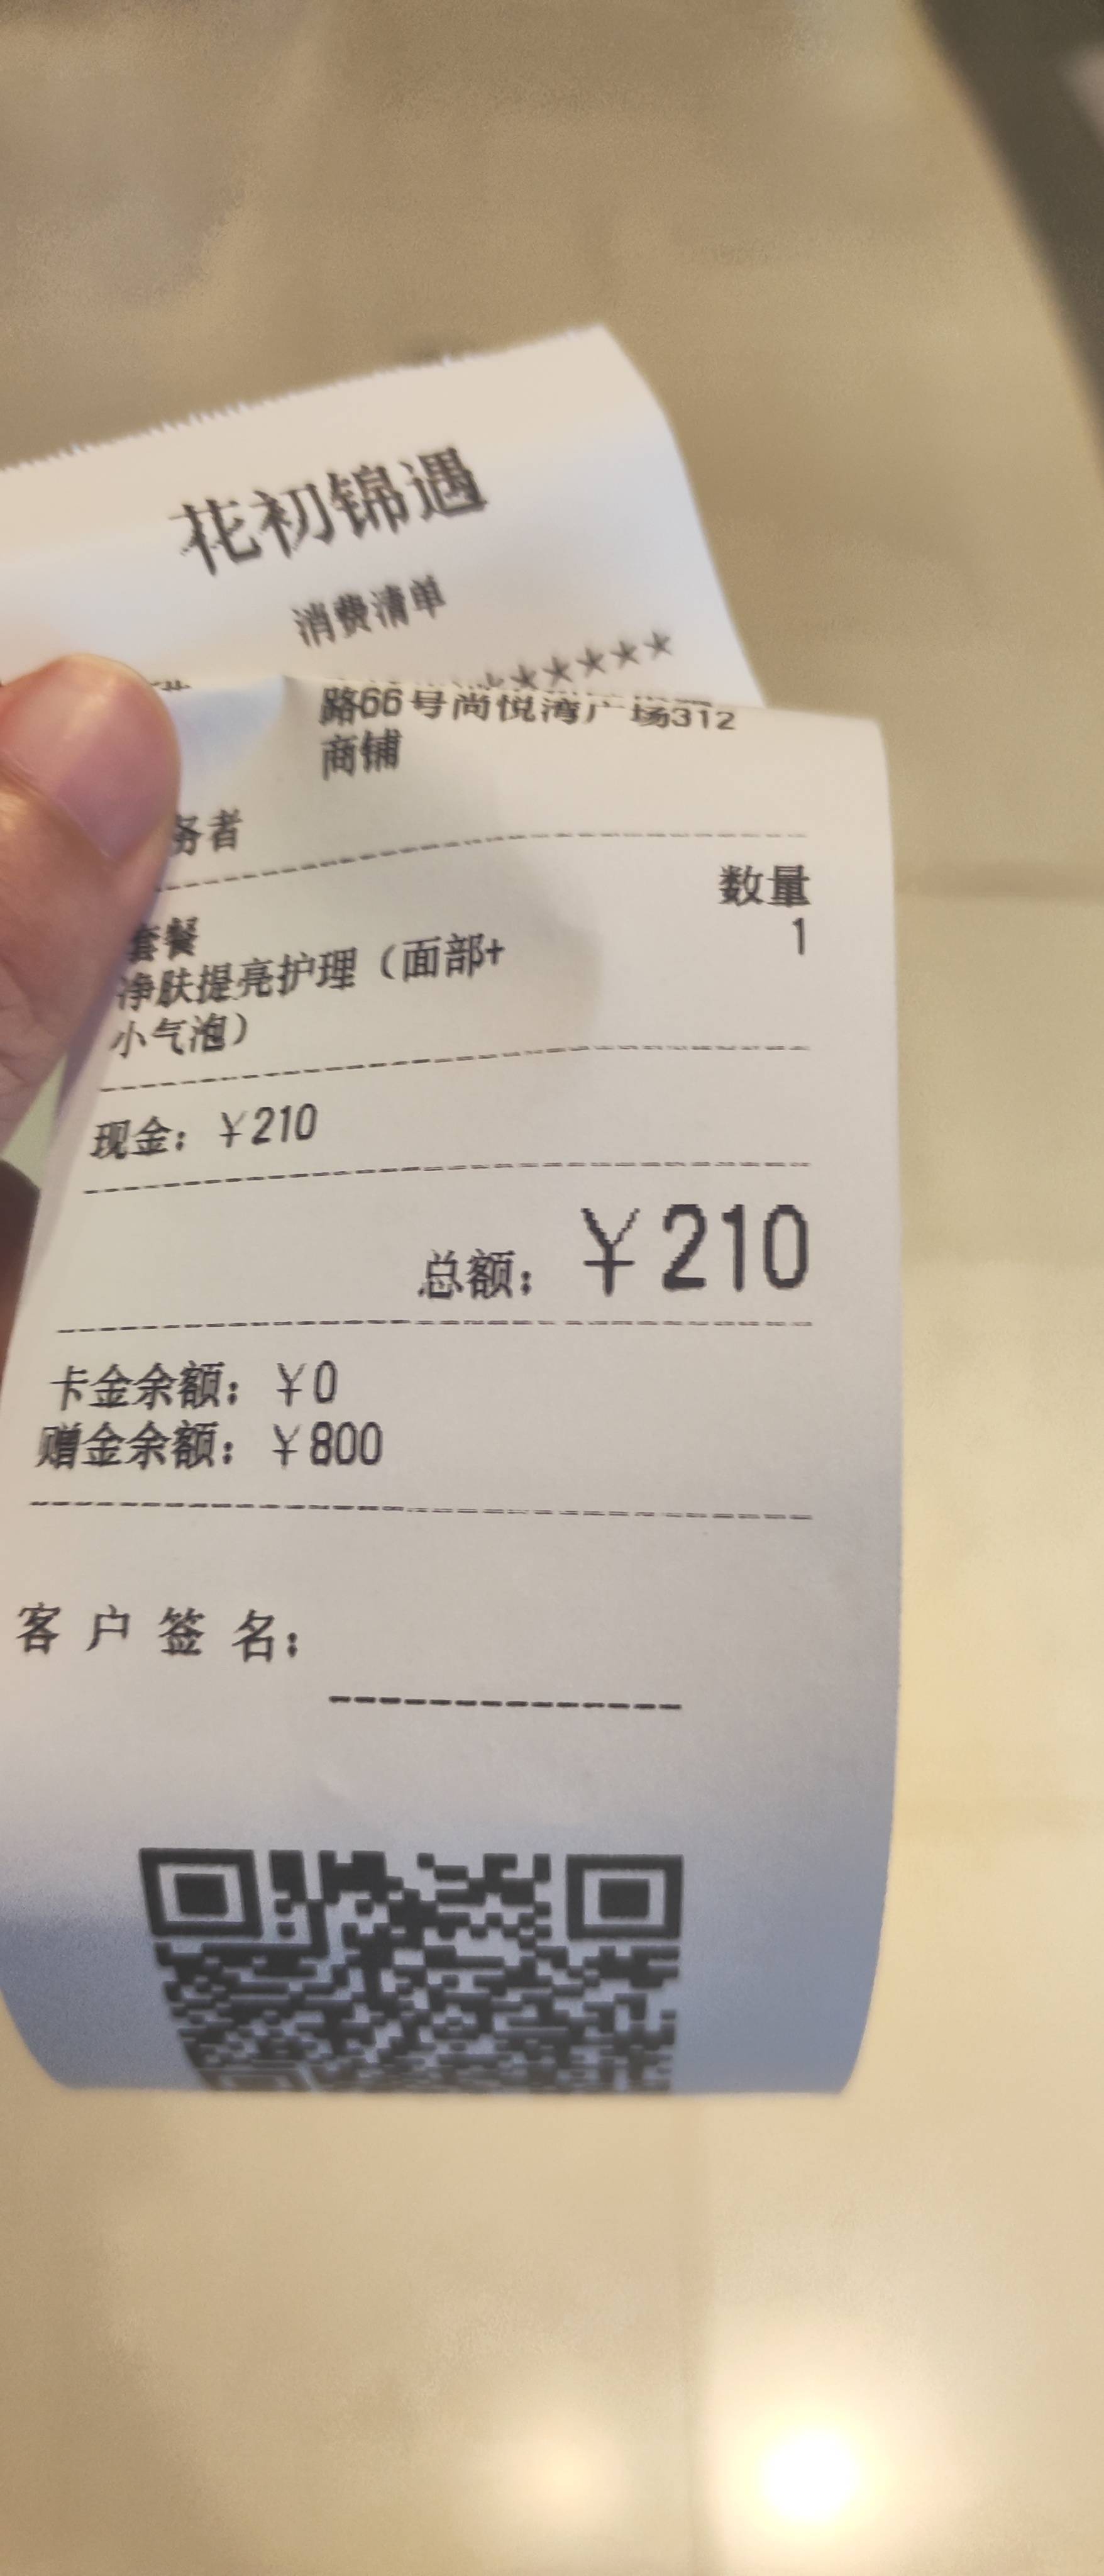 花初锦遇
消费清单
*******
路66号尚悦湾广场312
商铺
务者
数量
套餐 1
净肤提亮护理（面部+
小气泡）
现金：￥210
总额：￥210
卡金余额：￥0
赠金余额：￥800
客户签名：